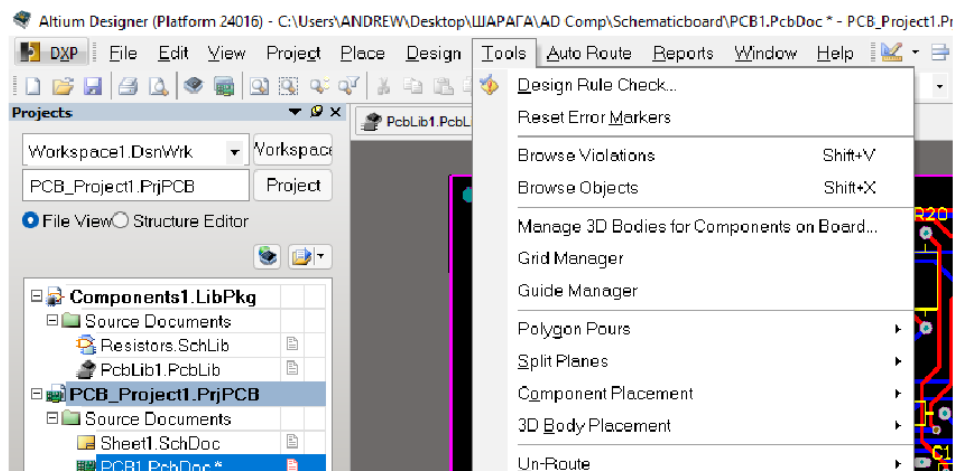 Altium Designer (Platform 24016) - C:\Users\ANDREW\Desktop\ШАРАГА\AD Comp\Schematicboard\PCB1.PcbDoc * - PCB_Project1.Pr
DXP File Edit View Project Place Design Tools Auto Route Reports Window Help
Projects
PcbLib1.PcbLi
Workspace1.DsnWrk Workspace
PCB_Project1.PrjPCB Project
File View Structure Editor
Components1.LibPkg
Source Documents
Resistors.SchLib
PcbLib1.PcbLib
PCB_Project1.PrjPCB
Source Documents
Sheet1.SchDoc
PCB1.PcbDoc *
Design Rule Check...
Reset Error Markers
Browse Violations Shift+V
Browse Objects Shift+X
Manage 3D Bodies for Components on Board...
Grid Manager
Guide Manager
Polygon Pours
Split Planes
Component Placement
3D Body Placement
Un-Route
R20
C1